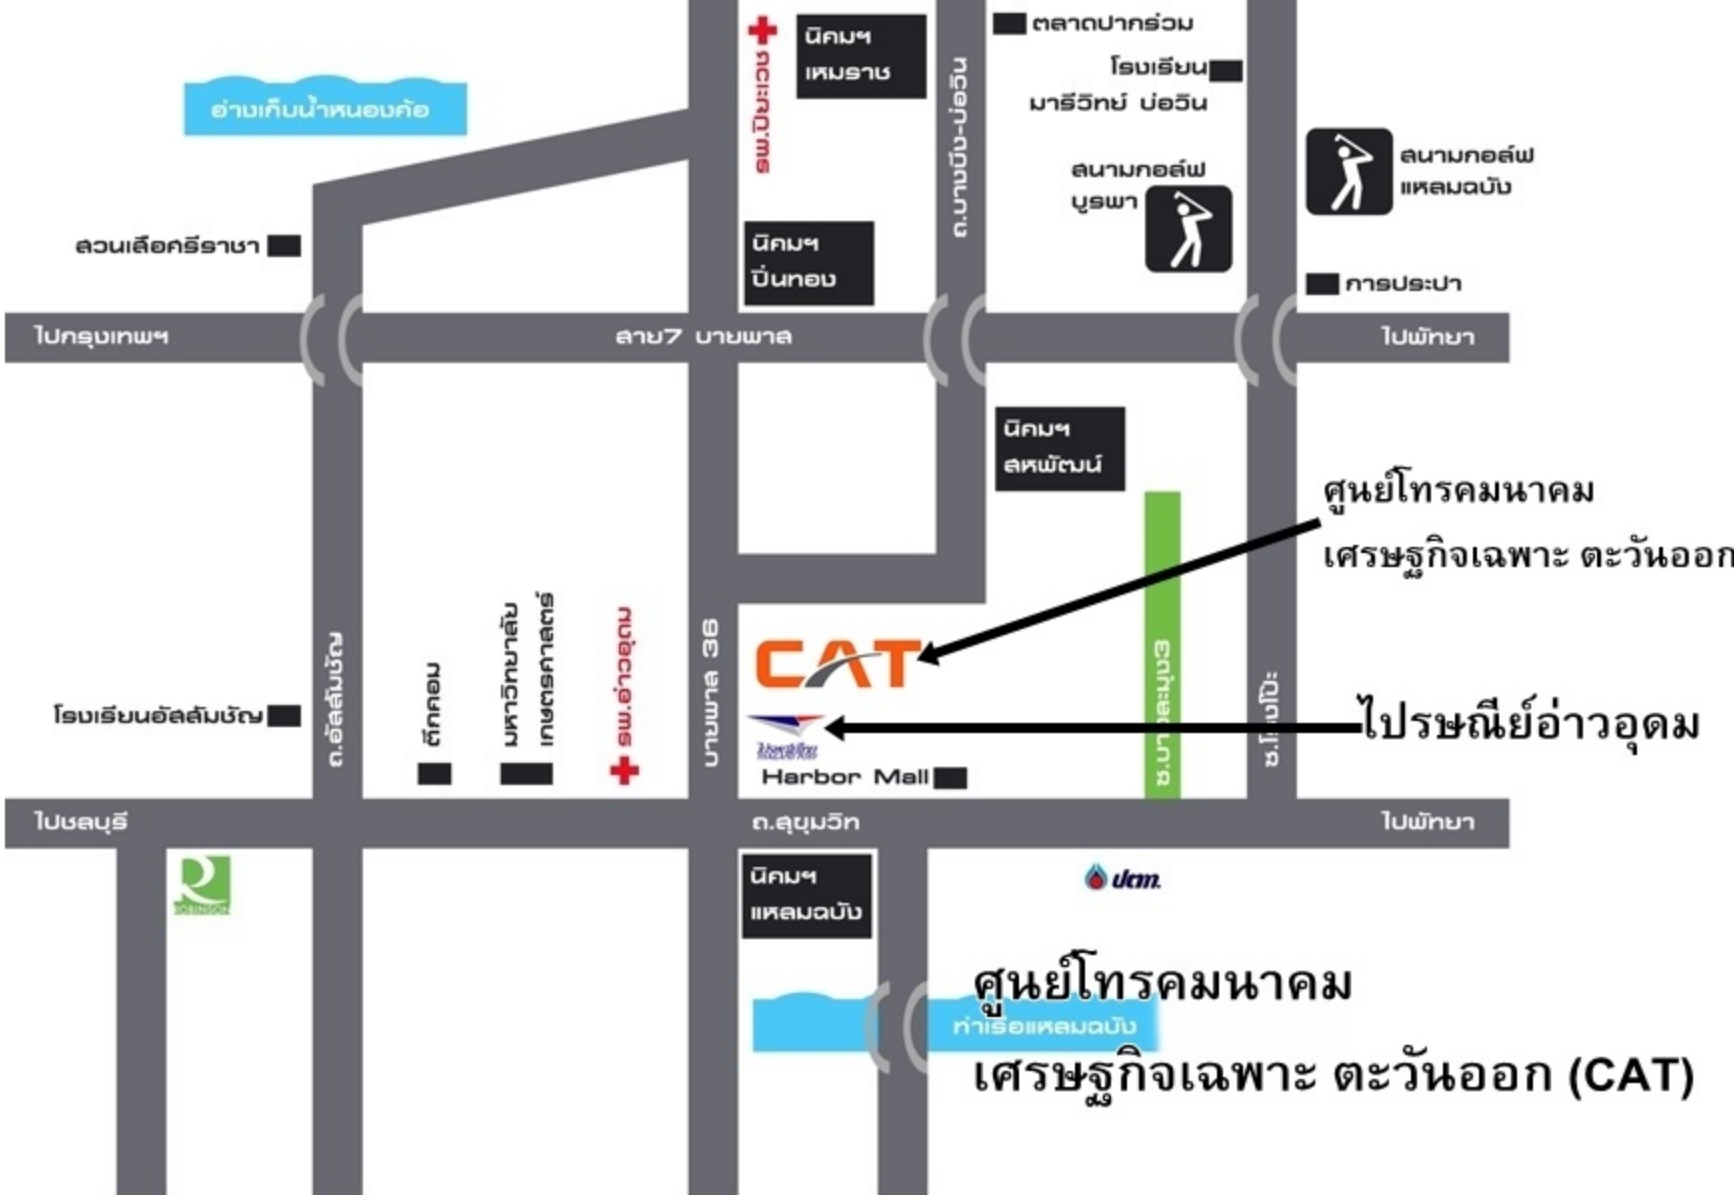 นิคมฯ
เหมราช
ตลาดปากร่วม
โรงเรียน
มารีวิทย์ บ่อวิน
อ่างเก็บน้ำหนองค้อ
รพ.ปิยะเวช
ถ.บางบึง-บ่อวิน
สนามกอล์ฟ
บูรพา
สนามกอล์ฟ
แหลมฉบัง
สวนเสือศรีราชา
นิคมฯ
ปิ่นทอง
การประปา
ไปกรุงเทพฯ
สาย7 บายพาส
ไปพัทยา
นิคมฯ
สหพัฒน์
ศูนย์โทรคมนาคม
เศรษฐกิจเฉพาะ ตะวันออก
ถ.อัสสัมชัญ
ตึกคอม
มหาวิทยาลัย
เกษตรศาสตร์
รพ.อ่าวอุดม
บายพาส 36
CAT
โรงเรียนอัสสัมชัญ
ไปรษณีย์อ่าวอุดม
ไปรษณีย์ไทย
THAILAND POST
Harbor Mall
ไปชลบุรี
ถ.สุขุมวิท
ไปพัทยา
ROBINSON
นิคมฯ
แหลมฉบัง
ปตท.
ศูนย์โทรคมนาคม
ท่าเรือแหลมฉบัง
เศรษฐกิจเฉพาะ ตะวันออก (CAT)